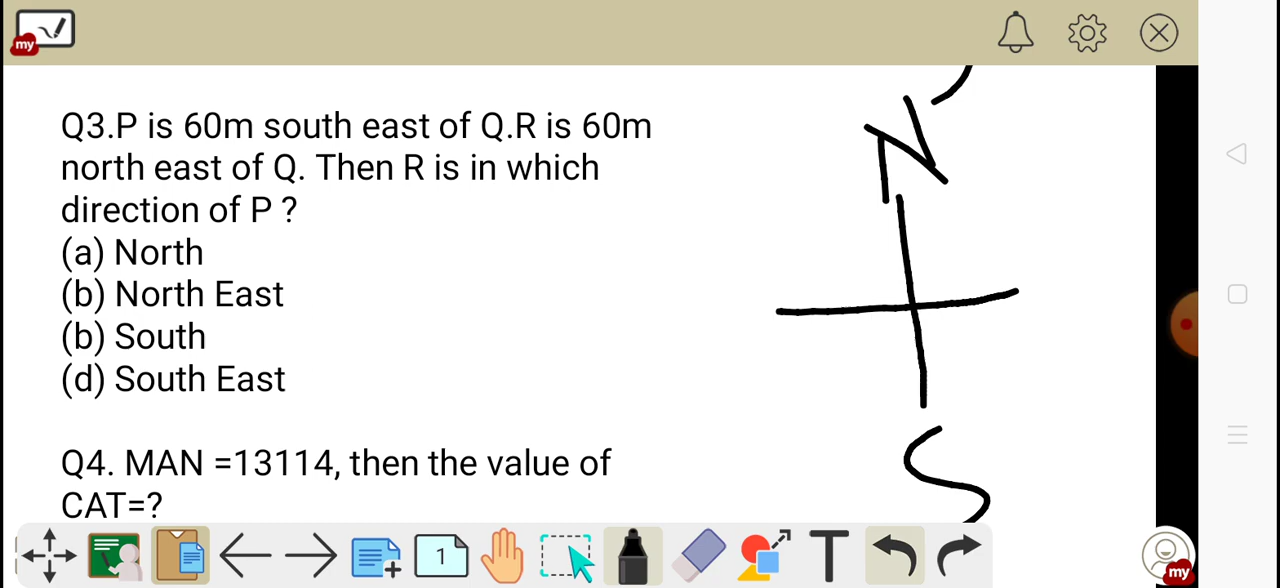 my
N
Q3.P is 60m south east of Q.R is 60m
north east of Q. Then R is in which
direction of P ?
(a) North
(b) North East
(b) South
(d) South East
S
Q4. MAN =13114, then the value of
CAT=?
1
T
my